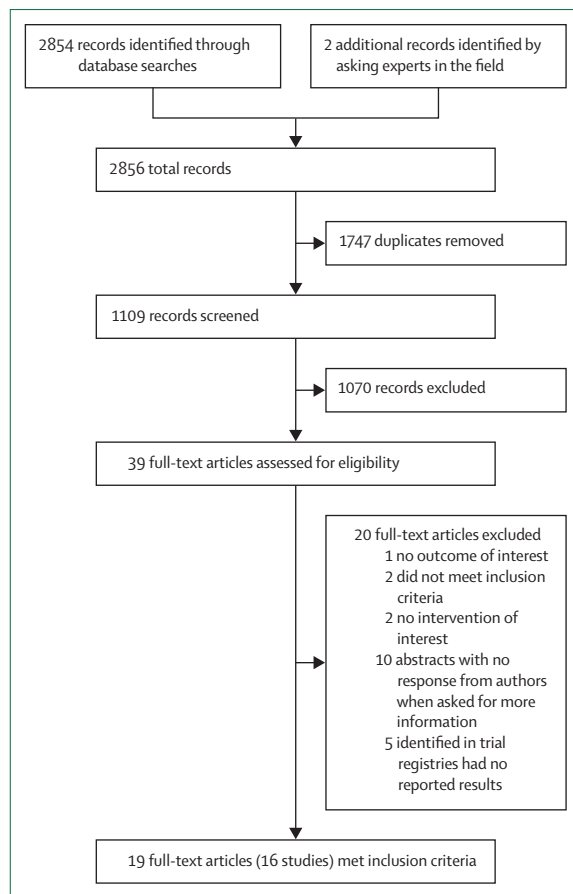 2854 records identified through
database searches
2 additional records identified by
asking experts in the field
2856 total records
1747 duplicates removed
1109 records screened
1070 records excluded
39 full-text articles assessed for eligibility
20 full-text articles excluded
1 no outcome of interest
2 did not meet inclusion
criteria
2 no intervention of
interest
10 abstracts with no
response from authors
when asked for more
information
5 identified in trial
registries had no
reported results
19 full-text articles (16 studies) met inclusion criteria